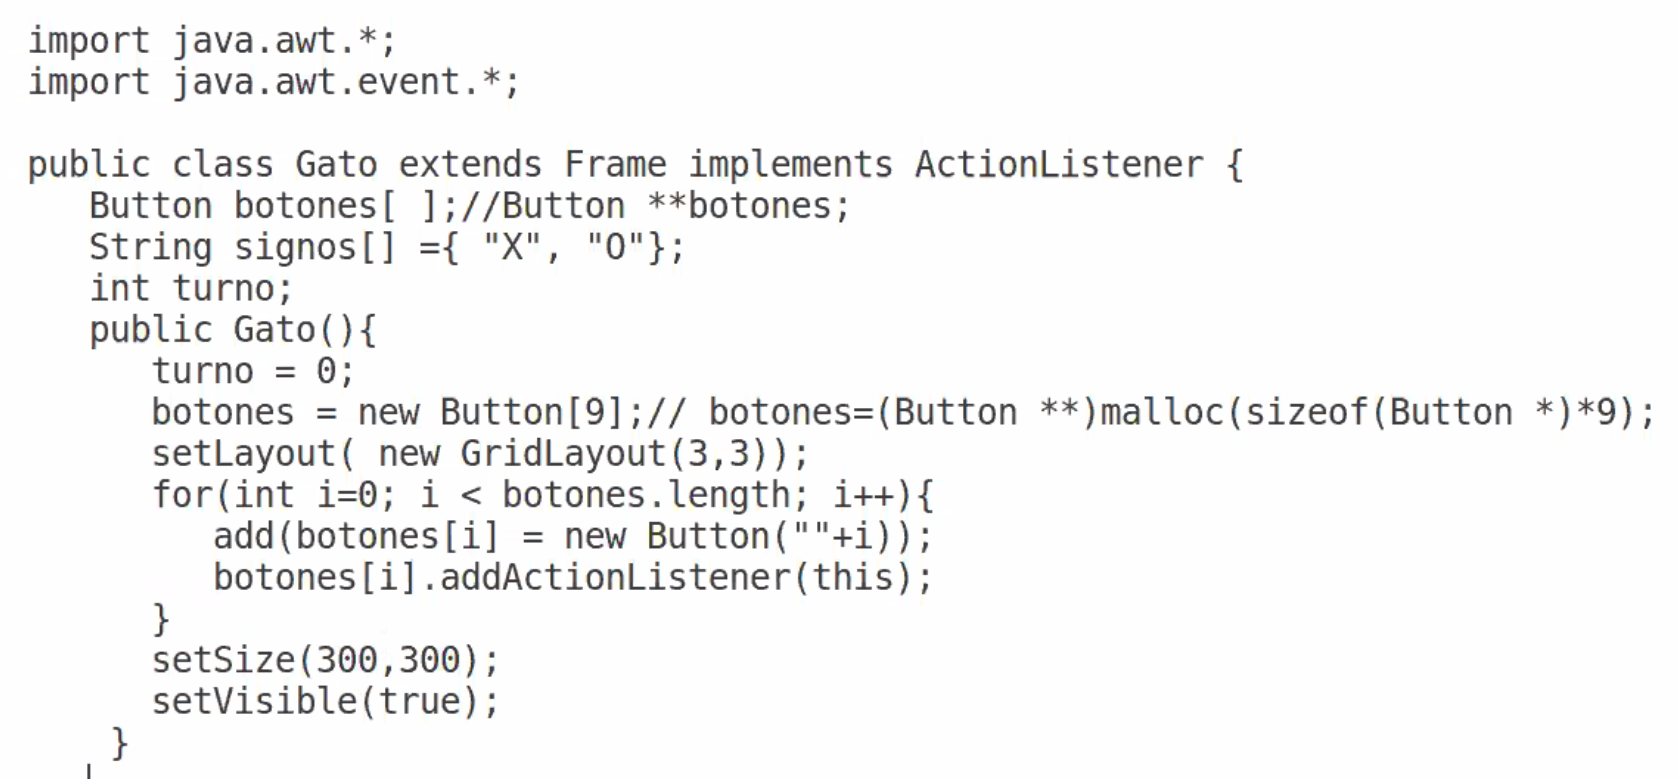 import java.awt.*;
import java.awt.event.*;

public class Gato extends Frame implements ActionListener {
   Button botones[ ];//Button **botones;
   String signos[] ={ "X", "O"};
   int turno;
   public Gato(){
      turno = 0;
      botones = new Button[9];// botones=(Button **)malloc(sizeof(Button *)*9);
      setLayout( new GridLayout(3,3));
      for(int i=0; i < botones.length; i++){
         add(botones[i] = new Button(""+i));
         botones[i].addActionListener(this);
      }
      setSize(300,300);
      setVisible(true);
    }